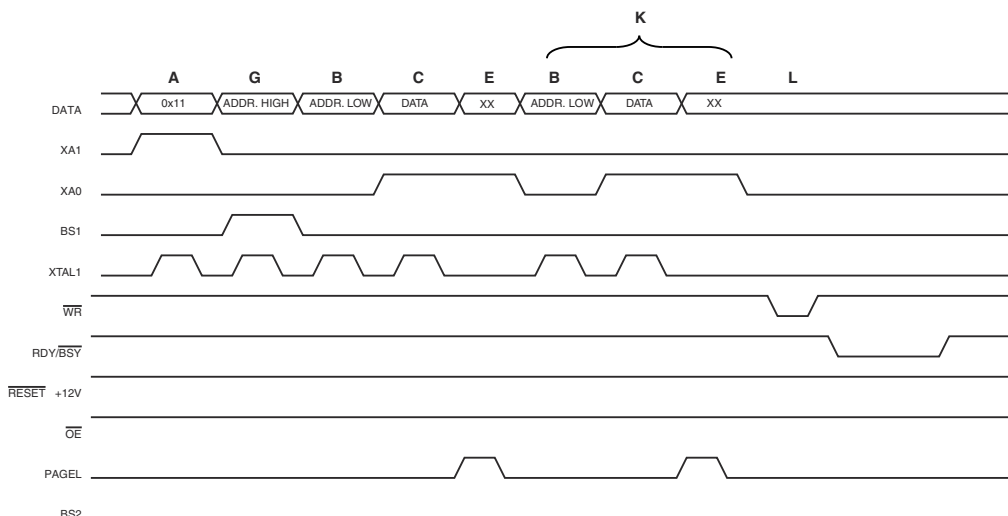 K
A G B C E B C E L
DATA 0x11 ADDR. HIGH ADDR. LOW DATA XX ADDR. LOW DATA XX
XA1
XA0
BS1
XTAL1
WR
RDY/BSY
RESET +12V
OE
PAGEL
BS2